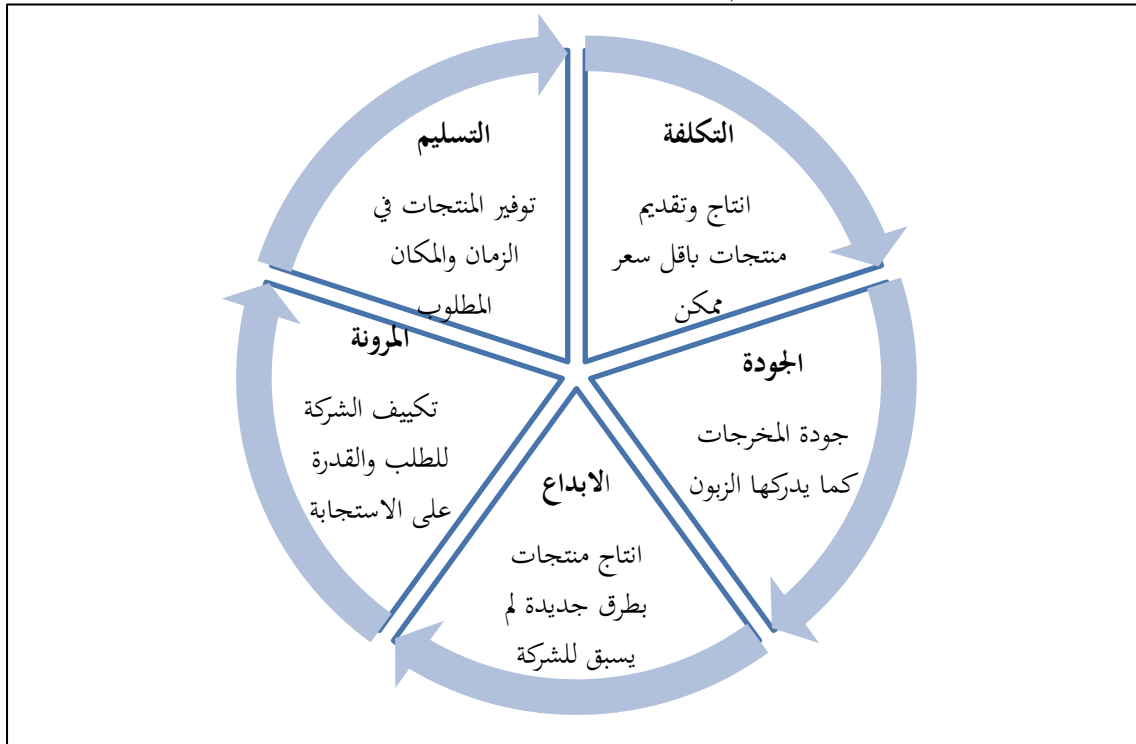 التكلفة
انتاج وتقديم
منتجات باقل سعر
ممكن
الجودة
جودة المخرجات
كما يدركها الزبون
الابداع
انتاج منتجات
بطرق جديدة لم
يسبق للشركة
المرونة
تكييف الشركة
للطلب والقدرة
على الاستجابة
التسليم
توفير المنتجات في
الزمان والمكان
المطلوب